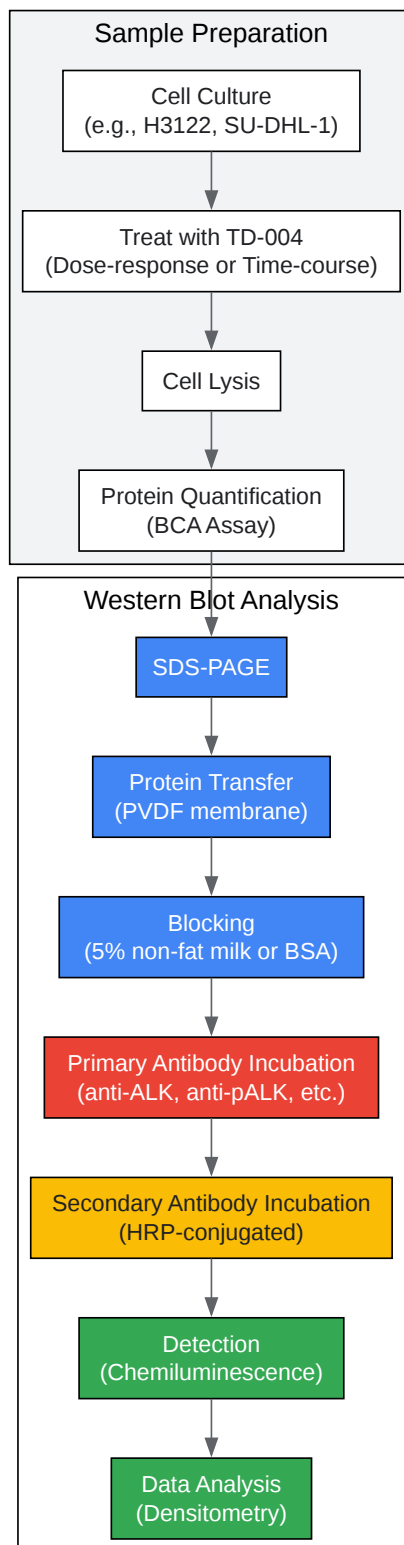 Sample Preparation
Cell Culture
(e.g., H3122, SU-DHL-1)
Treat with TD-004
(Dose-response or Time-course)
Cell Lysis
Protein Quantification
(BCA Assay)
Western Blot Analysis
SDS-PAGE
Protein Transfer
(PVDF membrane)
Blocking
(5% non-fat milk or BSA)
Primary Antibody Incubation
(anti-ALK, anti-pALK, etc.)
Secondary Antibody Incubation
(HRP-conjugated)
Detection
(Chemiluminescence)
Data Analysis
(Densitometry)